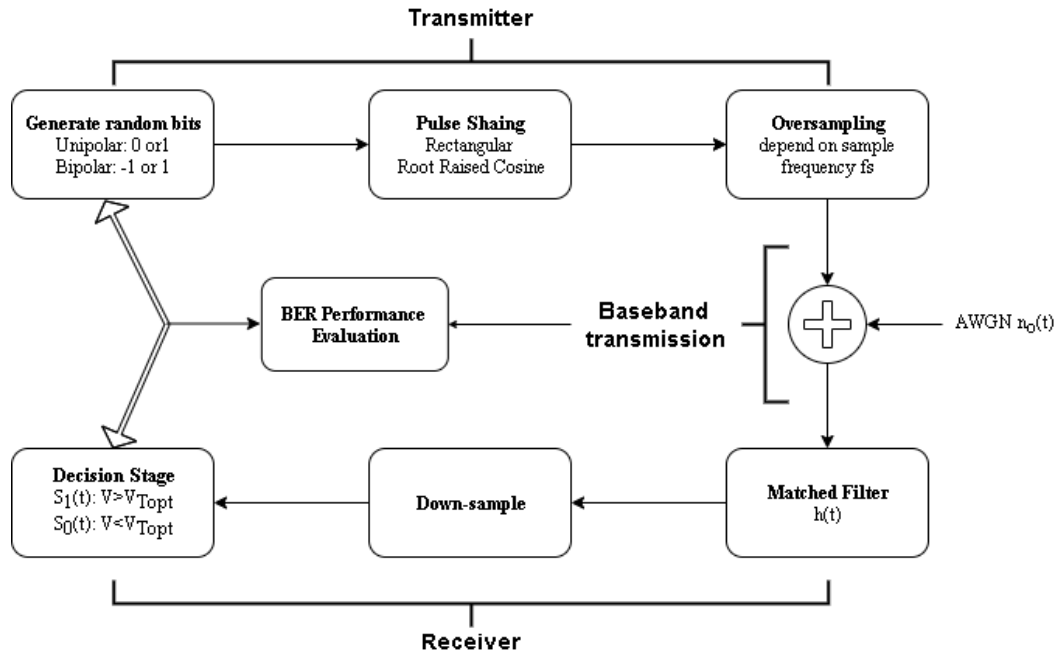 Transmitter
Generate random bits
Unipolar: 0 or1
Bipolar: -1 or 1
Pulse Shaing
Rectangular
Root Raised Cosine
Oversampling
depend on sample
frequency fs
BER Performance
Evaluation
Baseband
transmission
AWGN n₀(t)
Decision Stage
S₁(t): V>V_Topt
S₀(t): V<V_Topt
Down-sample
Matched Filter
h(t)
Receiver